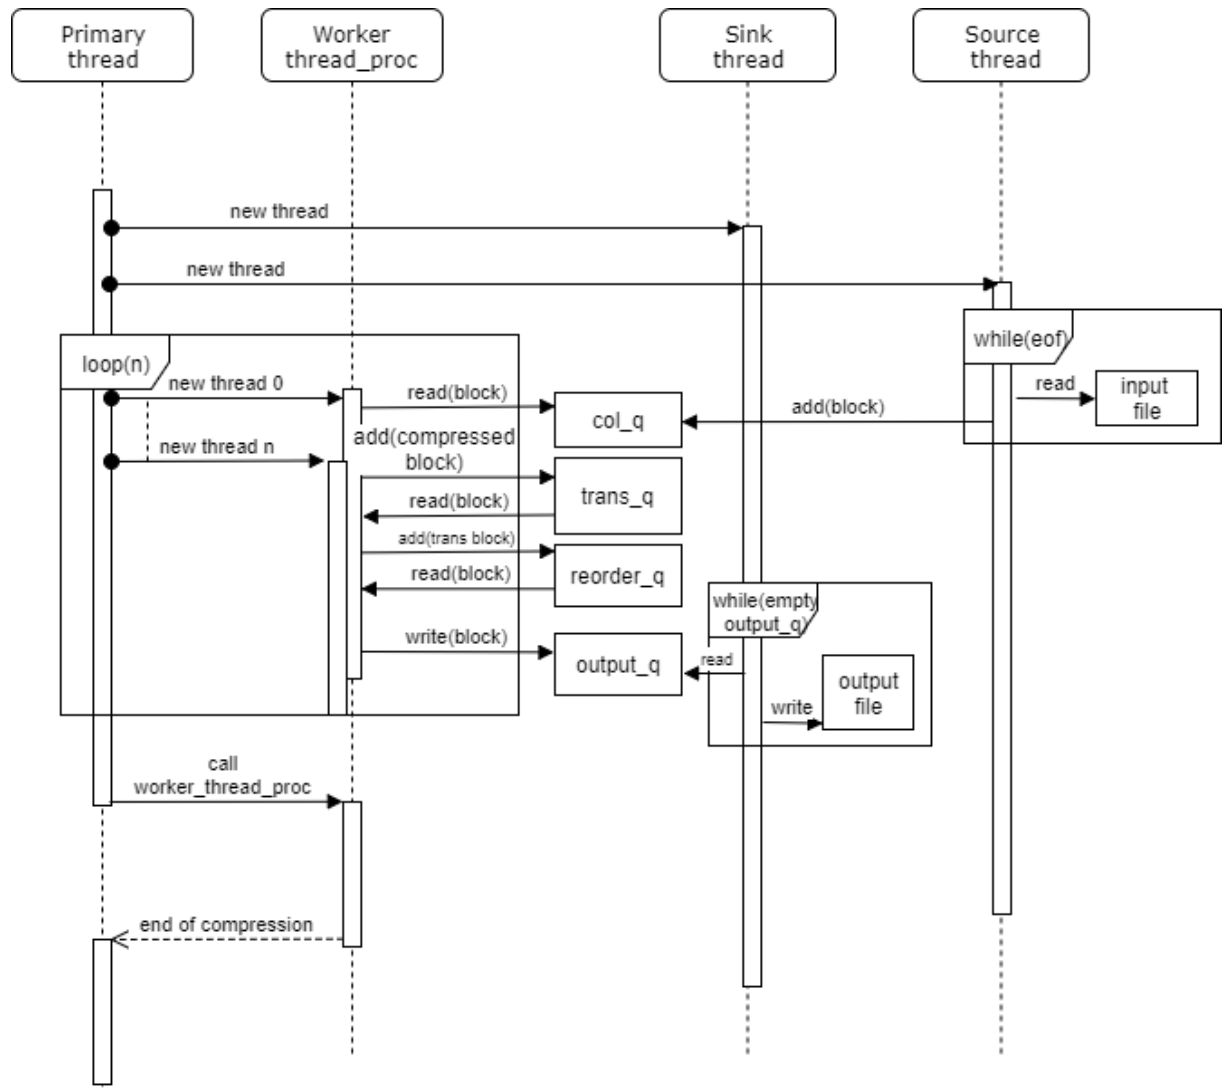 Primary
thread
Worker
thread_proc
Sink
thread
Source
thread
new thread
new thread
while(eof)
loop(n)
new thread 0
read(block)
col_q
add(block)
read
input
file
add(compressed
block)
new thread n
trans_q
read(block)
add(trans block)
read(block)
reorder_q
while(empty
output_q)
write(block)
output_q
read
output
file
write
call
worker_thread_proc
end of compression